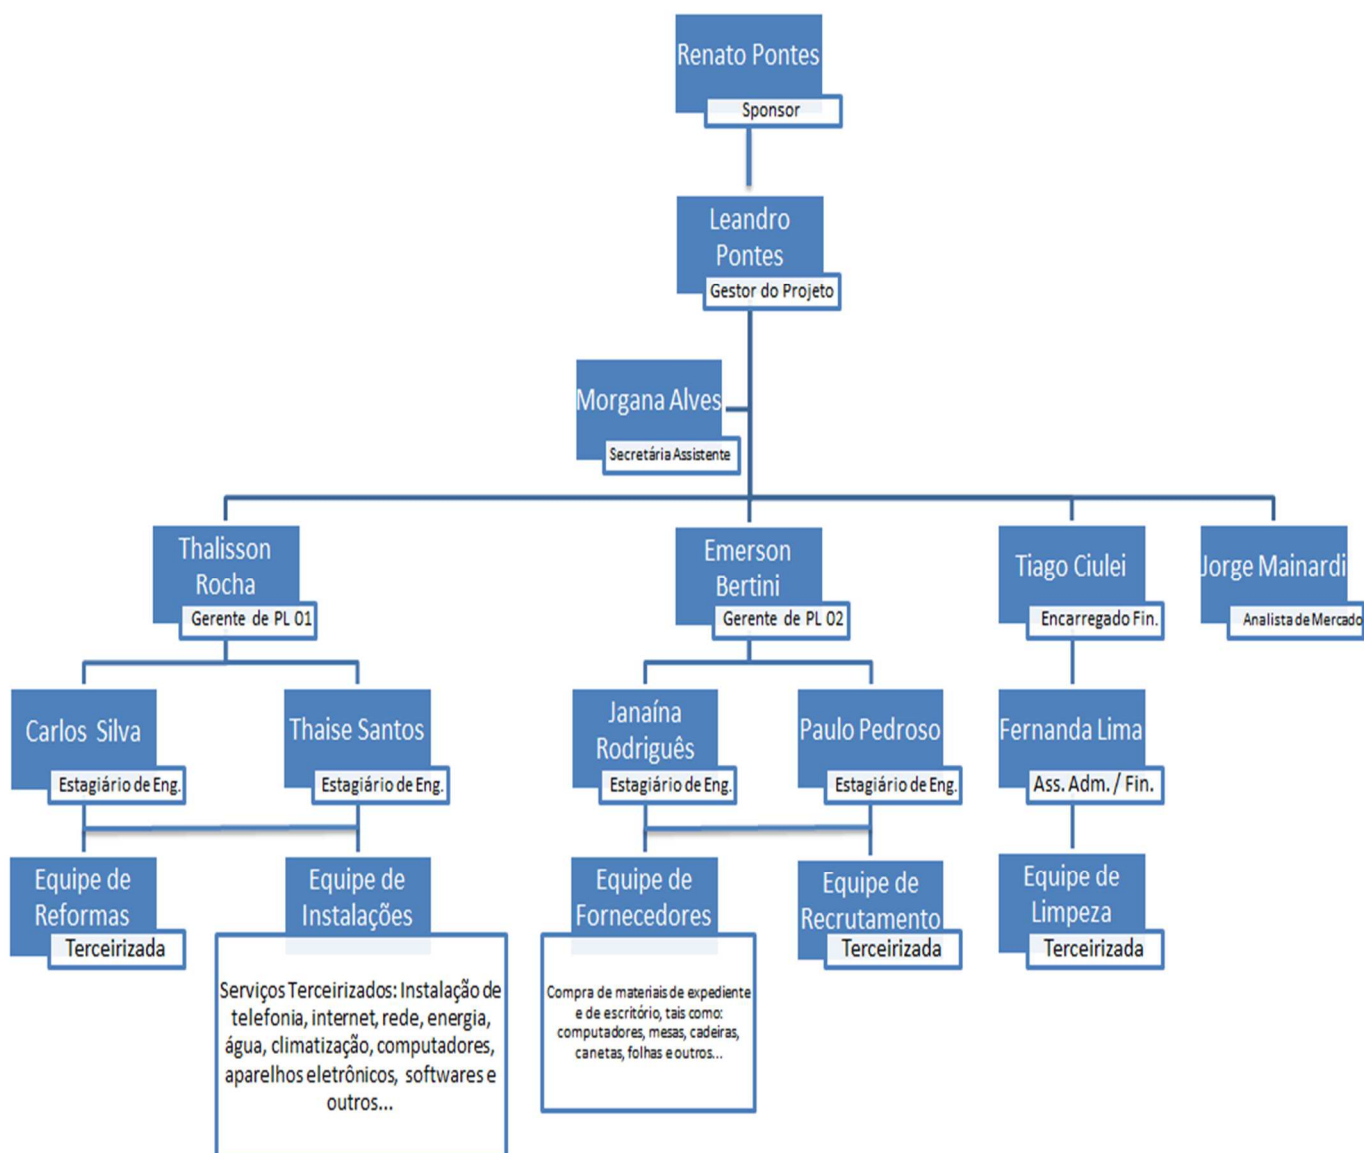 Renato Pontes
Sponsor
Leandro
Pontes
Gestor do Projeto
Morgana Alves
Secretária Assistente
Thalisson
Rocha
Gerente de PL 01
Emerson
Bertini
Gerente de PL 02
Tiago Ciulei
Encarregado Fin.
Jorge Mainardi
Analista de Mercado
Carlos Silva
Estagiário de Eng.
Thaise Santos
Estagiário de Eng.
Janaína
Rodriguês
Estagiário de Eng.
Paulo Pedroso
Estagiário de Eng.
Fernanda Lima
Ass. Adm. / Fin.
Equipe de
Reformas
Terceirizada
Equipe de
Instalações
Serviços Terceirizados: Instalação de
telefonia, internet, rede, energia,
água, climatização, computadores,
aparelhos eletrônicos, softwares e
outros...
Equipe de
Fornecedores
Compra de materiais de expediente
e de escritório, tais como:
computadores, mesas, cadeiras,
canetas, folhas e outros...
Equipe de
Recrutamento
Terceirizada
Equipe de
Limpeza
Terceirizada